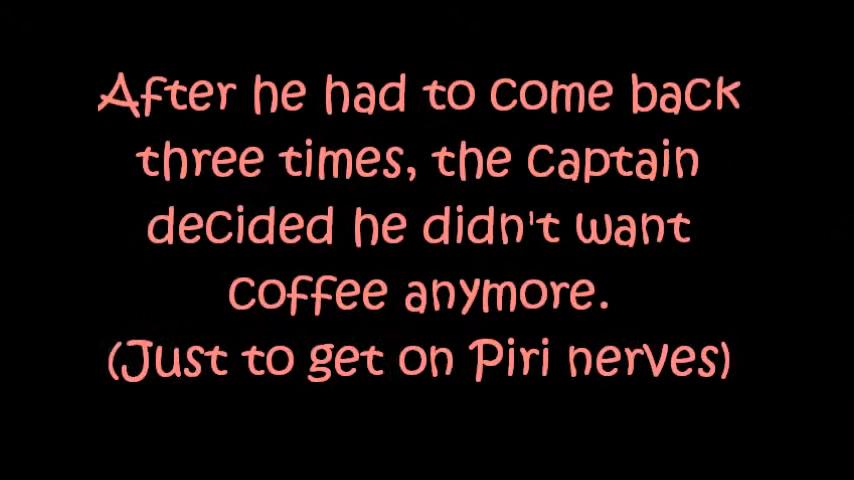 After he had to come back
three times, the captain
decided he didn't want
coffee anymore.
(Just to get on Piri nerves)